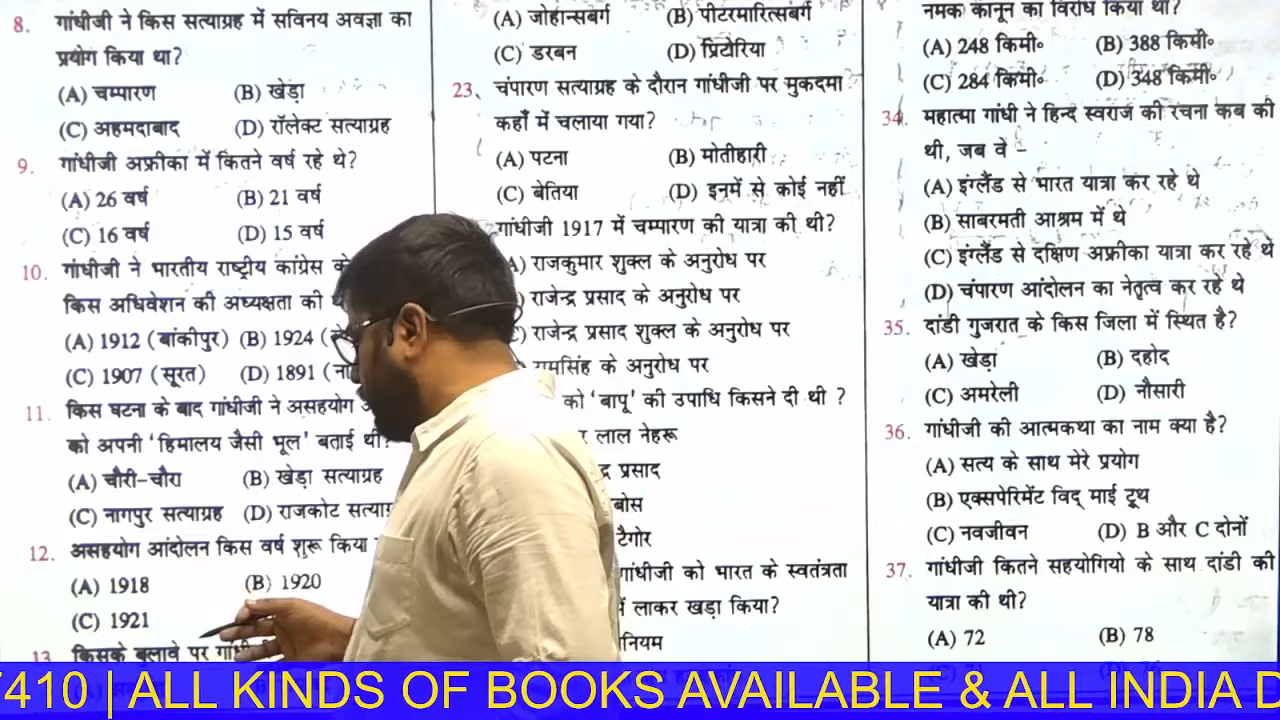 8. गांधीजी ने किस सत्याग्रह में सविनय अवज्ञा का
प्रयोग किया था?
(A) चम्पारण (B) खेड़ा
(C) अहमदाबाद (D) रॉलेक्ट सत्याग्रह
9. गांधीजी अफ्रीका में कितने वर्ष रहे थे?
(A) 26 वर्ष (B) 21 वर्ष
(C) 16 वर्ष (D) 15 वर्ष
10. गांधीजी ने भारतीय राष्ट्रीय कांग्रेस के
किस अधिवेशन की अध्यक्षता की
(A) 1912 (बांकीपुर) (B) 1924
(C) 1907 (सूरत) (D) 1891
11. किस घटना के बाद गांधीजी ने असहयोग
को अपनी 'हिमालय जैसी भूल' बताई थी?
(A) चौरी-चौरा (B) खेड़ा सत्याग्रह
(C) नागपुर सत्याग्रह (D) राजकोट
12. असहयोग आंदोलन किस वर्ष शुरू किया
(A) 1918 (B) 1920
(C) 1921
13. किसके बुलावे पर
(A) जोहान्सबर्ग (B) पीटरमारित्सबर्ग
(C) डरबन (D) प्रिटोरिया
23. चंपारण सत्याग्रह के दौरान गांधीजी पर मुकदमा
कहाँ में चलाया गया?
(A) पटना (B) मोतीहारी
(C) बेतिया (D) इनमें से कोई नहीं
गांधीजी 1917 में चम्पारण की यात्रा की थी?
A) राजकुमार शुक्ल के अनुरोध पर
राजेन्द्र प्रसाद के अनुरोध पर
राजेन्द्र प्रसाद शुक्ल के अनुरोध पर
के अनुरोध पर
को 'बापू' की उपाधि किसने दी थी ?
लाल नेहरू
प्रसाद
बोस
टैगोर
गांधीजी को भारत के स्वतंत्रता
में लाकर खड़ा किया?
नमक कानून का विरोध किया था?
(A) 248 किमी॰ (B) 388 किमी॰
(C) 284 किमी॰ (D) 348 किमी॰
34. महात्मा गांधी ने हिन्द स्वराज की रचना कब की
थी, जब वे –
(A) इंग्लैंड से भारत यात्रा कर रहे थे
(B) साबरमती आश्रम में थे
(C) इंग्लैंड से दक्षिण अफ्रीका यात्रा कर रहे थे
(D) चंपारण आंदोलन का नेतृत्व कर रहे थे
35. दांडी गुजरात के किस जिला में स्थित है?
(A) खेड़ा (B) दहोद
(C) अमरेली (D) नौसारी
36. गांधीजी की आत्मकथा का नाम क्या है?
(A) सत्य के साथ मेरे प्रयोग
(B) एक्सपेरिमेंट विद् माई ट्रूथ
(C) नवजीवन (D) B और C दोनों
37. गांधीजी कितने सहयोगियो के साथ दांडी की
यात्रा की थी?
(A) 72 (B) 78
7410 | ALL KINDS OF BOOKS AVAILABLE & ALL INDIA D